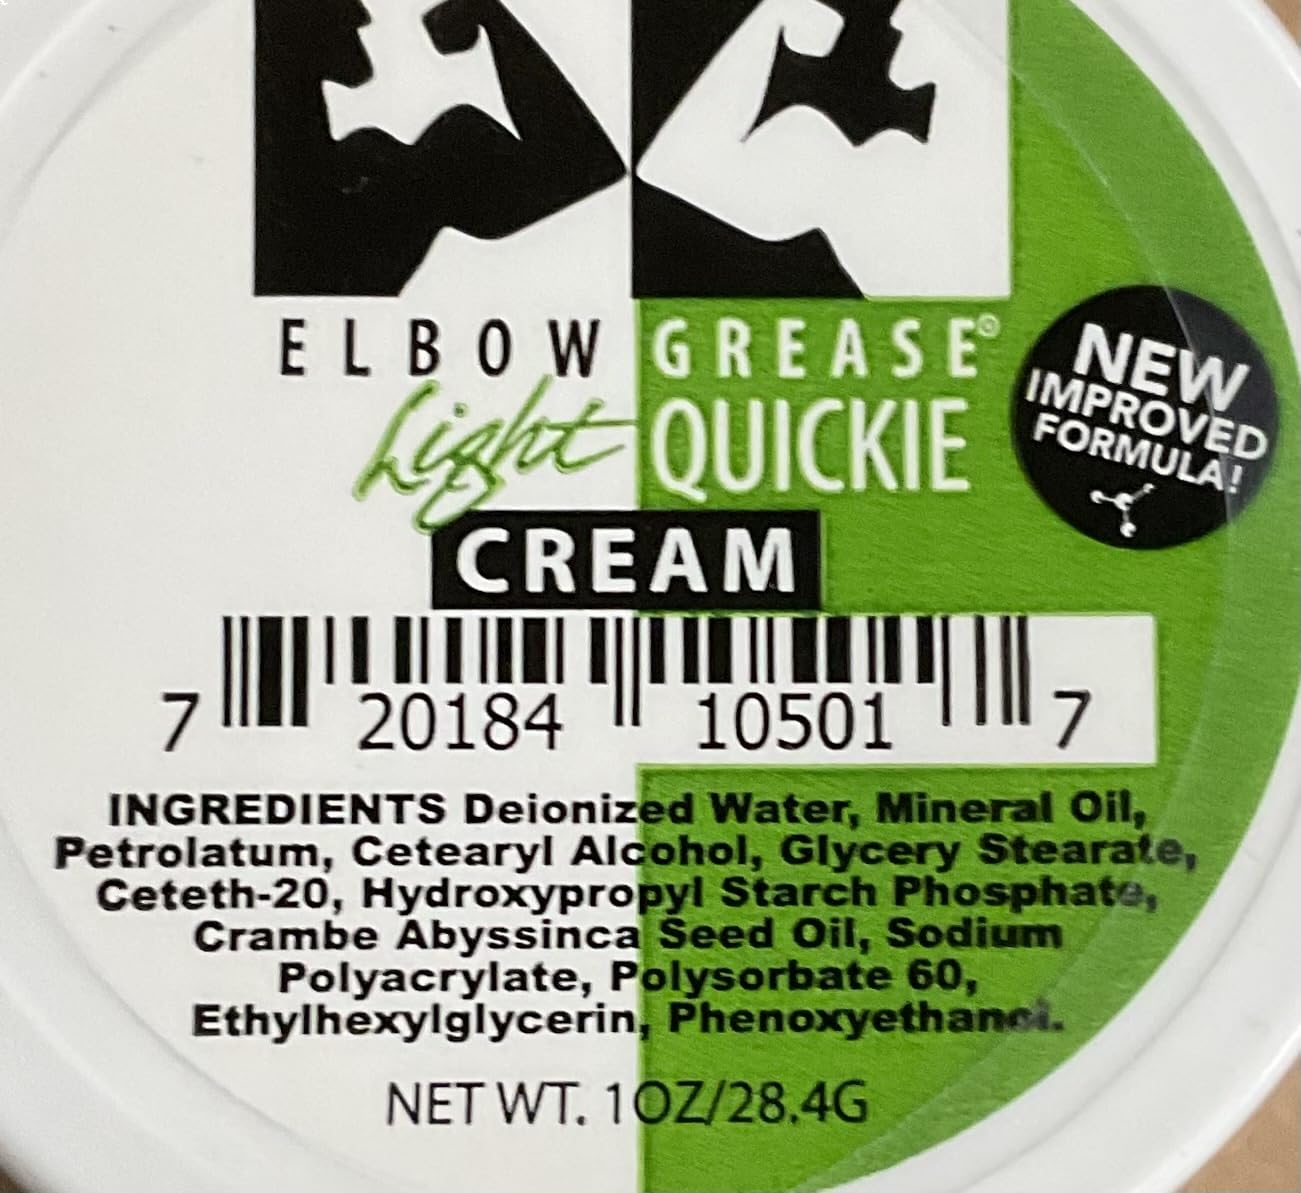 ELBOW GREASE®
Light QUICKIE
CREAM
NEW
IMPROVED
FORMULA!
7 20184 10501 7
INGREDIENTS Deionized Water, Mineral Oil,
Petrolatum, Cetearyl Alcohol, Glycery Stearate,
Ceteth-20, Hydroxypropyl Starch Phosphate,
Crambe Abyssinca Seed Oil, Sodium
Polyacrylate, Polysorbate 60,
Ethylhexylglycerin, Phenoxyethanol.
NET WT. 1OZ/28.4G